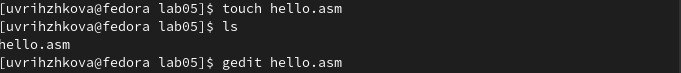 [uvrihzhkova@fedora lab05]$ touch hello.asm
[uvrihzhkova@fedora lab05]$ ls
hello.asm
[uvrihzhkova@fedora lab05]$ gedit hello.asm